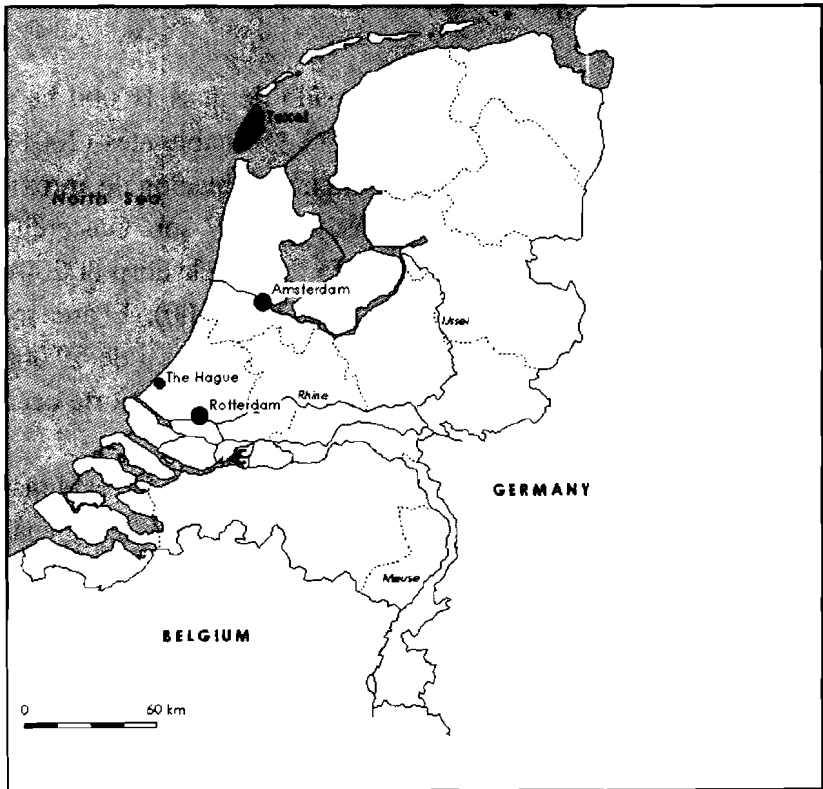 Texel
North Sea
Amsterdam
IJssel
The Hague
Rhine
Rotterdam
GERMANY
Meuse
BELGIUM
0 60 km